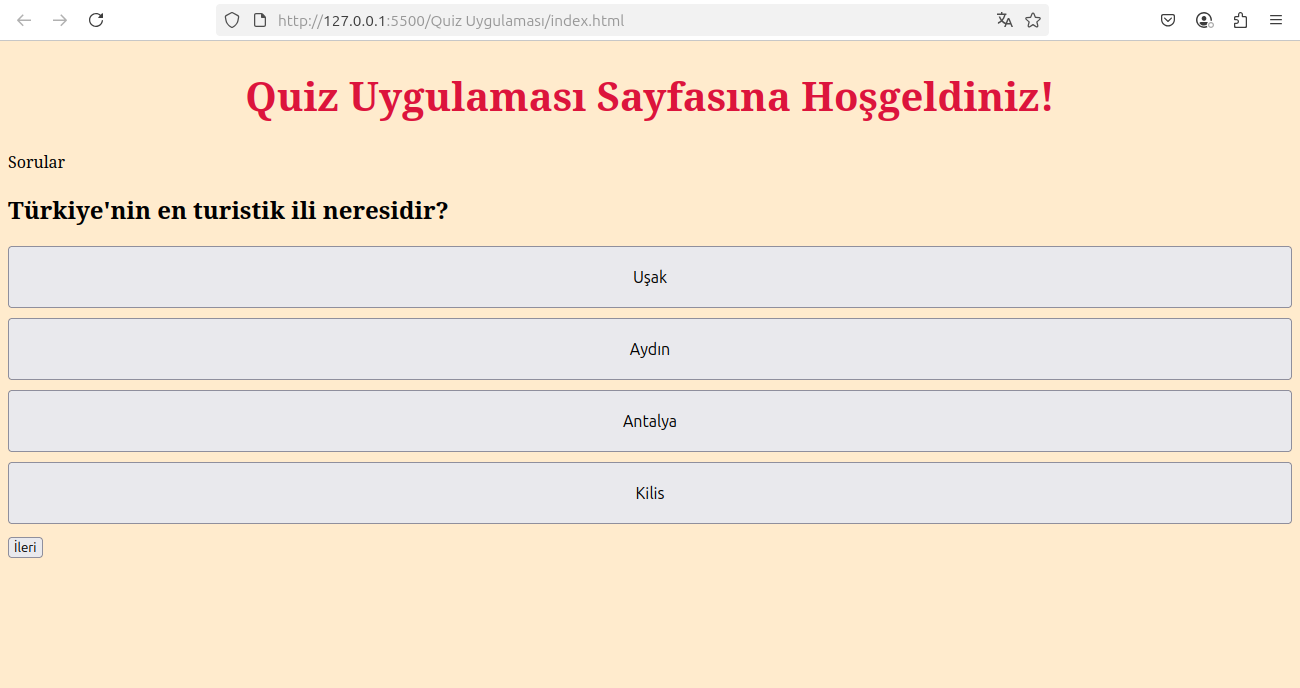 http://127.0.0.1:5500/Quiz Uygulaması/index.html
Quiz Uygulaması Sayfasına Hoşgeldiniz!
Sorular
Türkiye'nin en turistik ili neresidir?
Uşak
Aydın
Antalya
Kilis
İleri